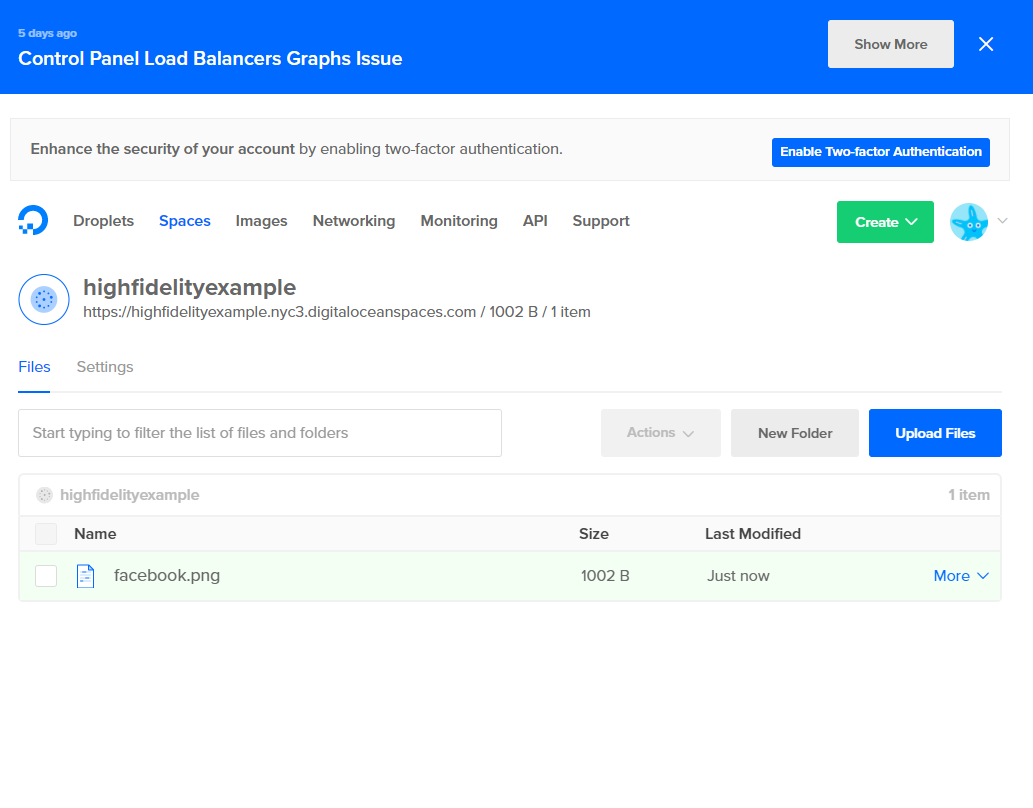 5 days ago
Control Panel Load Balancers Graphs Issue
Show More
Enhance the security of your account by enabling two-factor authentication.
Enable Two-factor Authentication
Droplets Spaces Images Networking Monitoring API Support
Create
highfidelityexample
https://highfidelityexample.nyc3.digitaloceanspaces.com / 1002 B / 1 item
Files Settings
Start typing to filter the list of files and folders
Actions New Folder Upload Files
highfidelityexample 1 item
Name Size Last Modified
facebook.png 1002 B Just now More